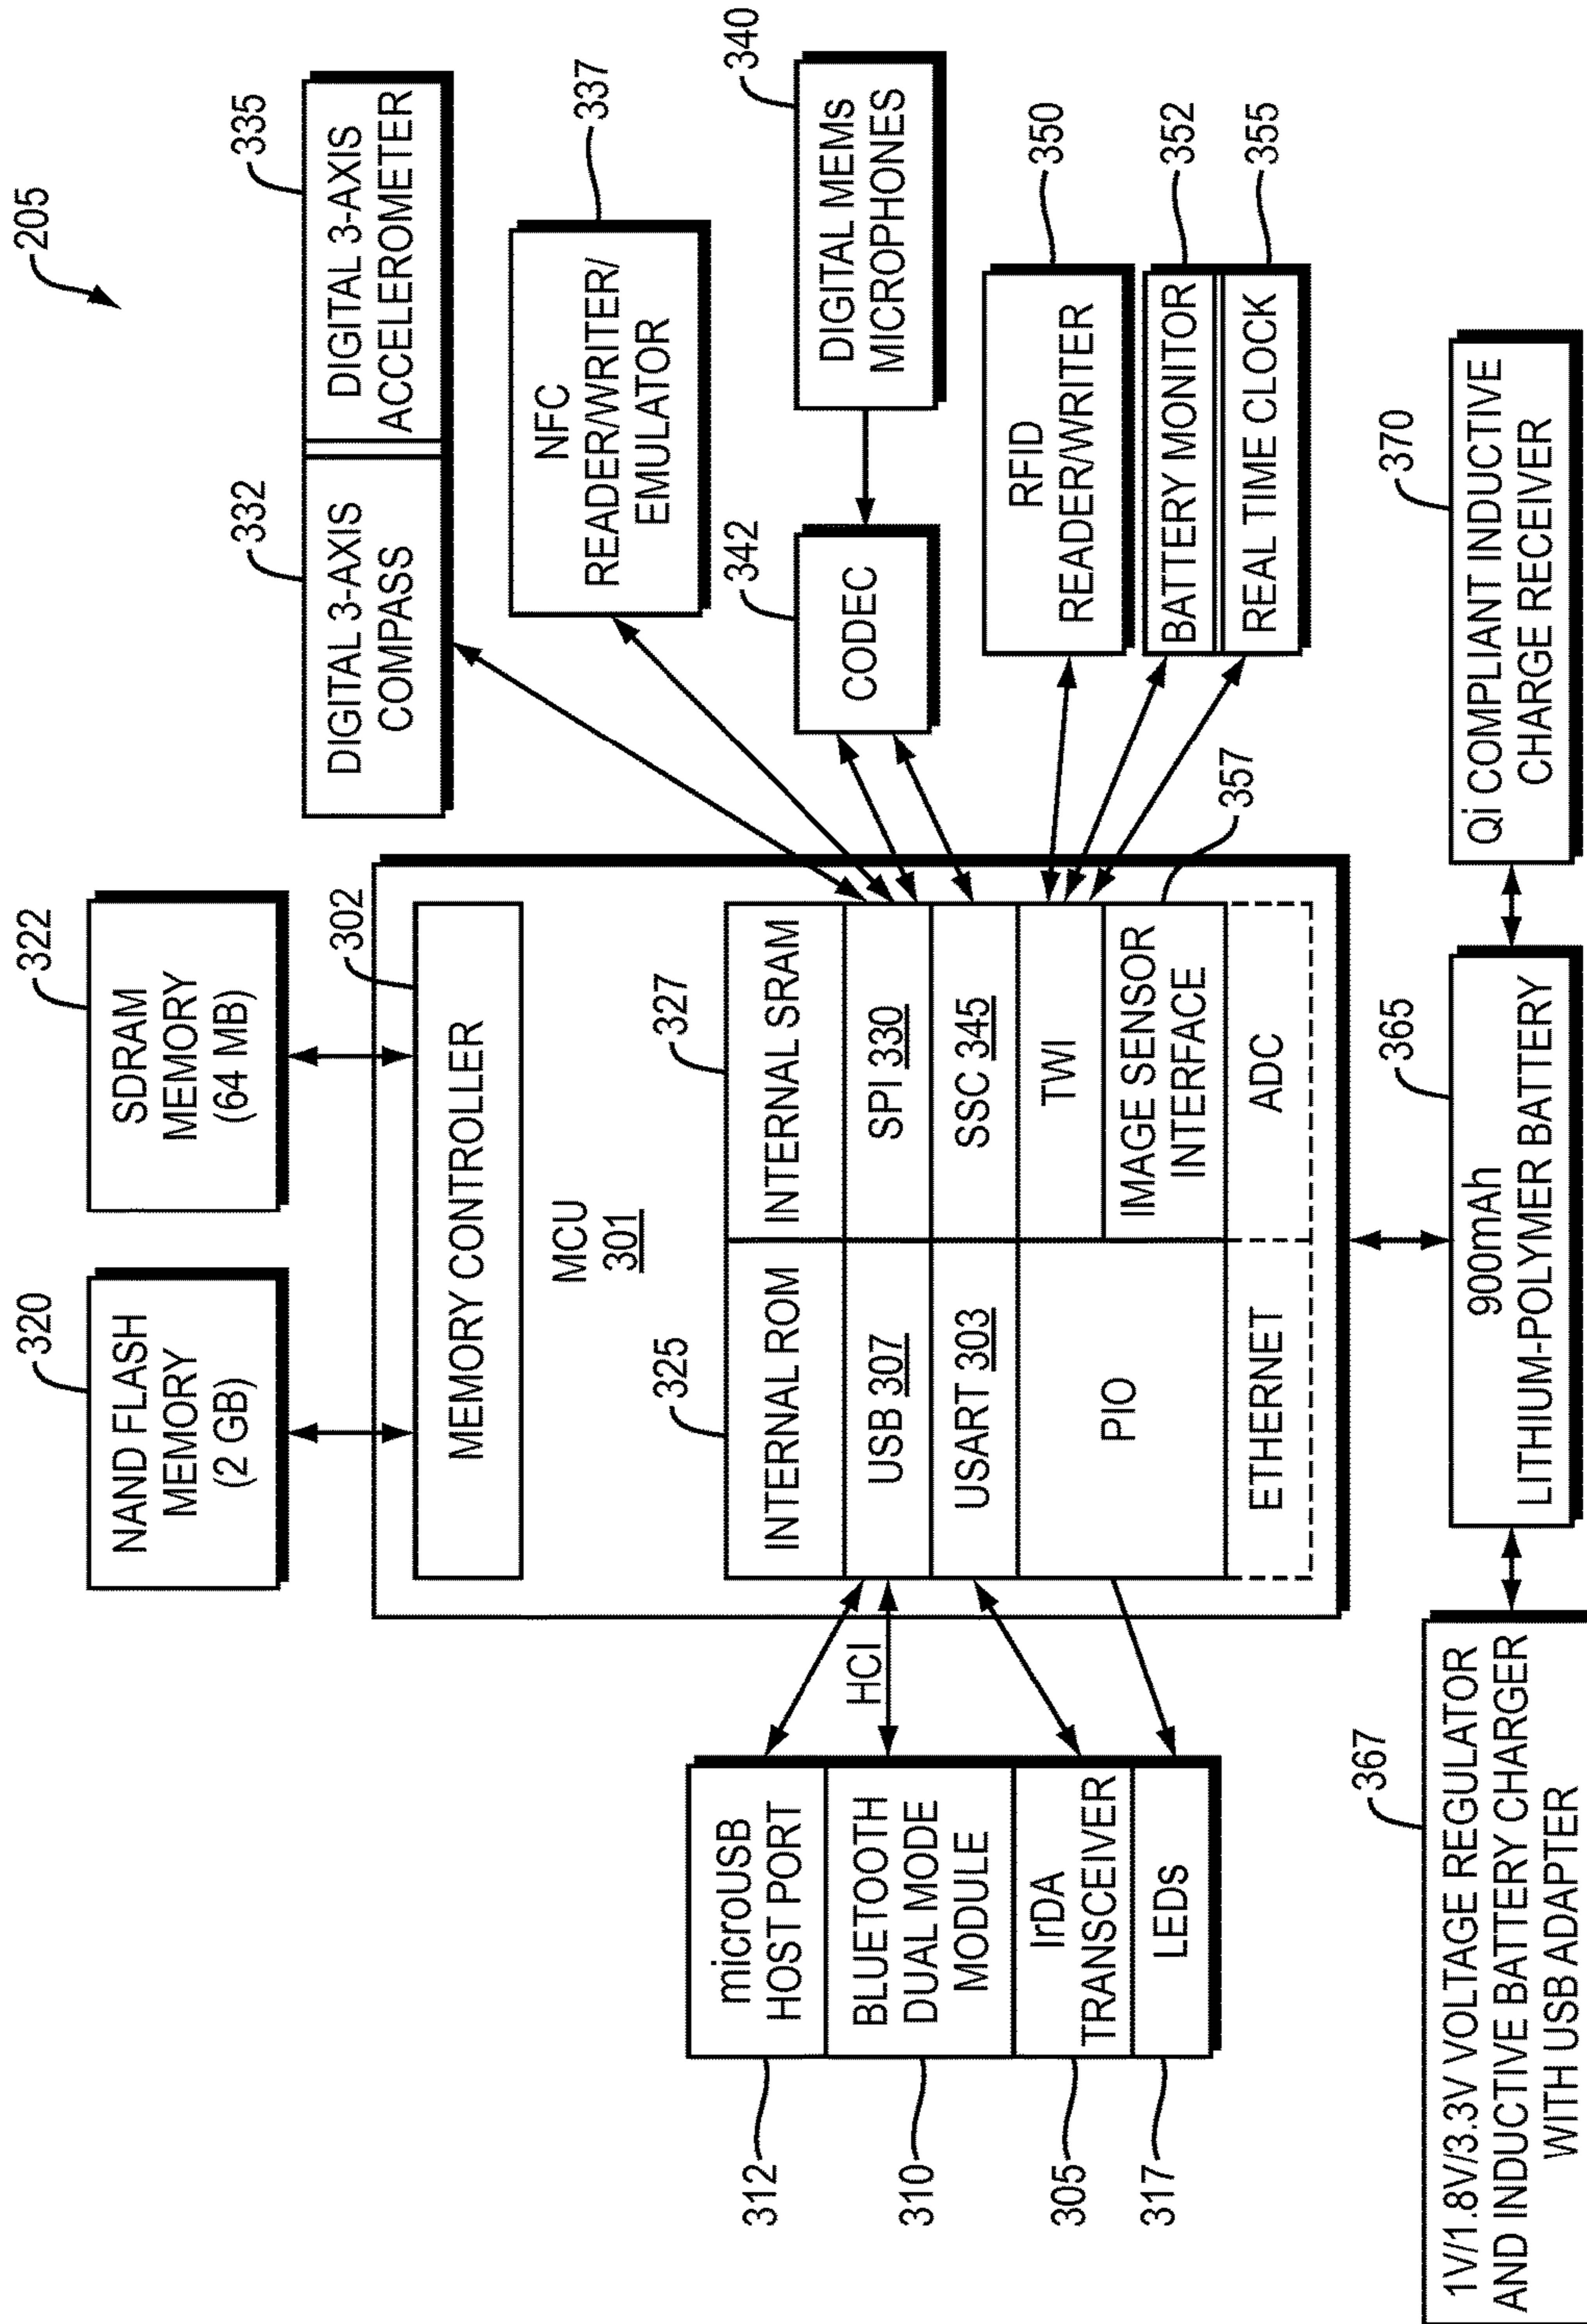 205
320
NAND FLASH
MEMORY
(2 GB)
322
SDRAM
MEMORY
(64 MB)
332
DIGITAL 3-AXIS
COMPASS
335
DIGITAL 3-AXIS
ACCELEROMETER
302
MEMORY CONTROLLER
MCU
301
337
NFC
READER/WRITER/
EMULATOR
325
INTERNAL ROM
327
INTERNAL SRAM
USB 307
SPI 330
USART 303
SSC 345
PIO
TWI
IMAGE SENSOR
INTERFACE
357
ETHERNET
ADC
312
microUSB
HOST PORT
HCI
310
BLUETOOTH
DUAL MODE
MODULE
305
IrDA
TRANSCEIVER
317
LEDs
342
CODEC
340
DIGITAL MEMs
MICROPHONES
350
RFID
READER/WRITER
352
BATTERY MONITOR
355
REAL TIME CLOCK
367
1V/1.8V/3.3V VOLTAGE REGULATOR
AND INDUCTIVE BATTERY CHARGER
WITH USB ADAPTER
365
900mAh
LITHIUM-POLYMER BATTERY
370
Qi COMPLIANT INDUCTIVE
CHARGE RECEIVER